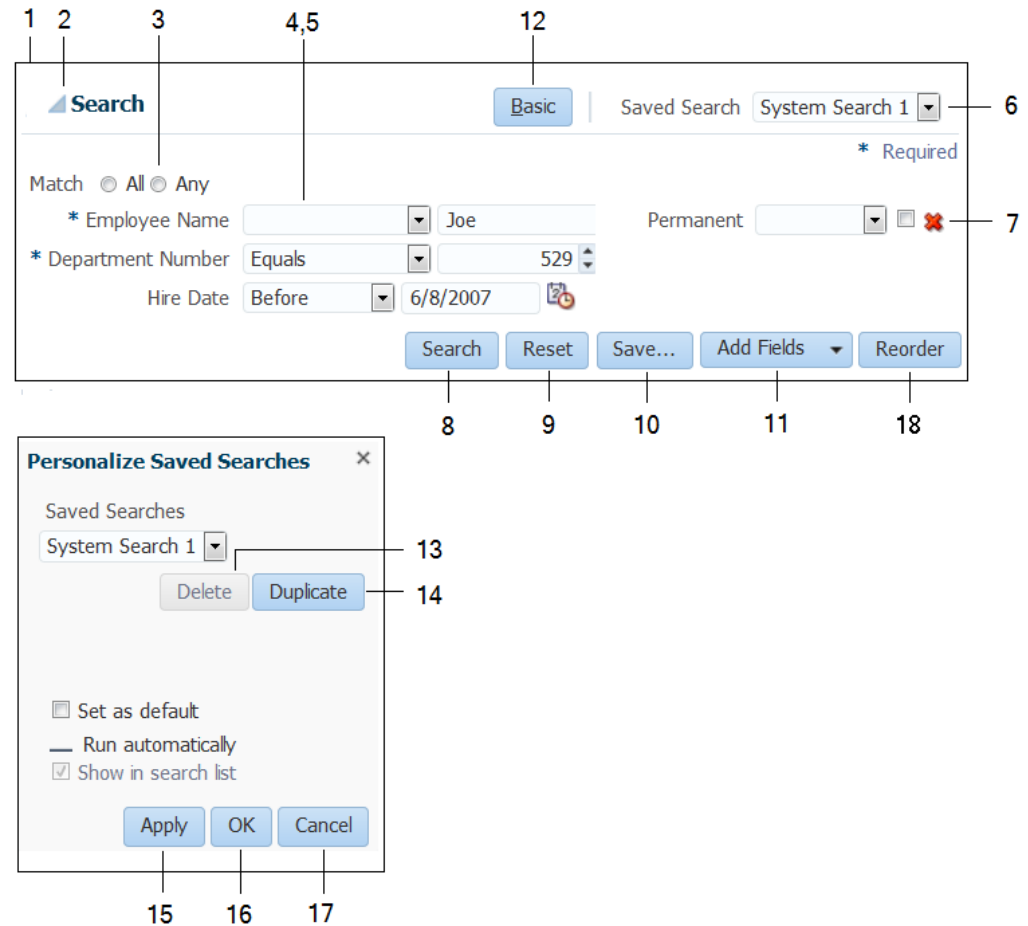 1 2 3 4,5 12
Search Basic Saved Search System Search 1 6
* Required
Match All Any
* Employee Name Joe Permanent 7
* Department Number Equals 529
Hire Date Before 6/8/2007
Search Reset Save... Add Fields Reorder
8 9 10 11 18
Personalize Saved Searches
Saved Searches
System Search 1 13
Delete Duplicate 14
Set as default
Run automatically
Show in search list
Apply OK Cancel
15 16 17